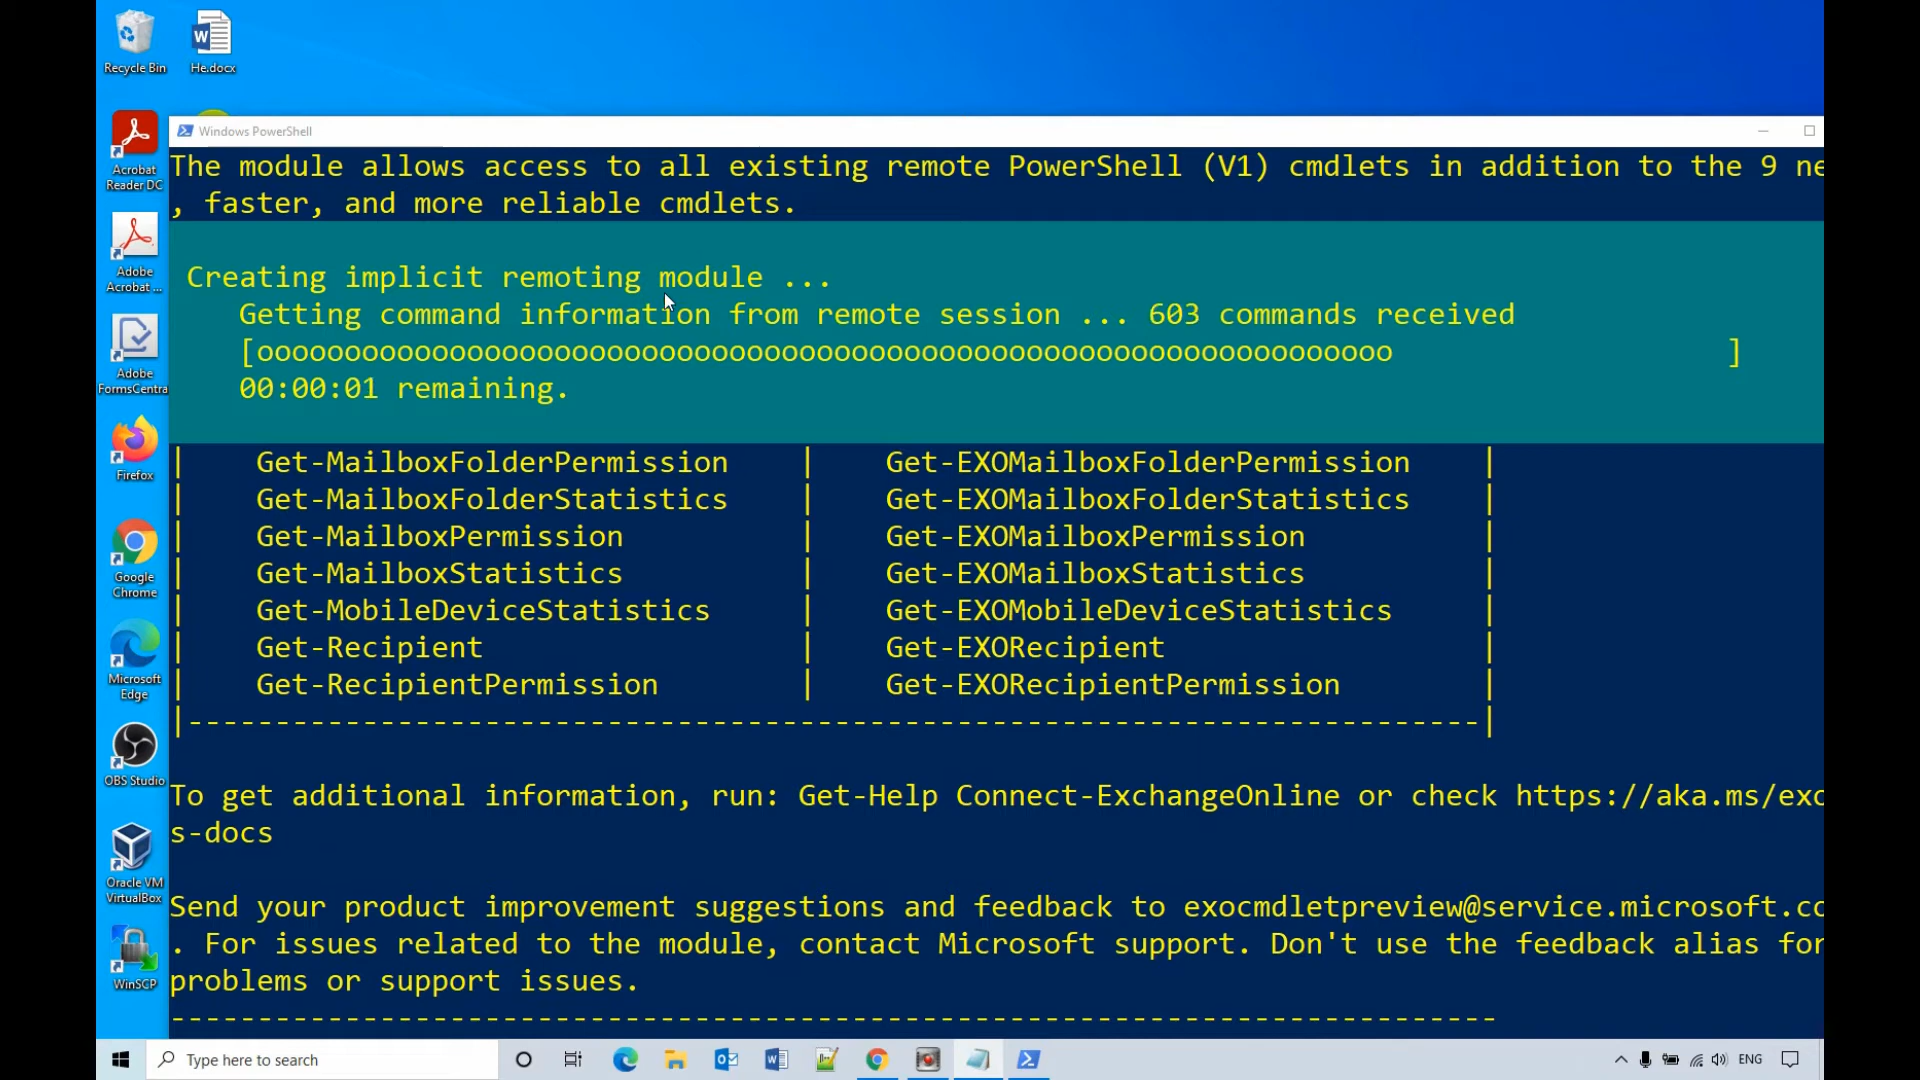 Recycle Bin
He.docx
Acrobat
Reader DC
Adobe
Acrobat ...
Adobe
FormsCentra
Firefox
Google
Chrome
Microsoft
Edge
OBS Studio
Oracle VM
VirtualBox
WinSCP
Windows PowerShell
The module allows access to all existing remote PowerShell (V1) cmdlets in addition to the 9 ne
, faster, and more reliable cmdlets.
Creating implicit remoting module ...
Getting command information from remote session ... 603 commands received
[ooooooooooooooooooooooooooooooooooooooooooooooooooooooooooooooooo                   ]
00:00:01 remaining.
|    Get-MailboxFolderPermission    |    Get-EXOMailboxFolderPermission    |
|    Get-MailboxFolderStatistics    |    Get-EXOMailboxFolderStatistics    |
|    Get-MailboxPermission          |    Get-EXOMailboxPermission          |
|    Get-MailboxStatistics          |    Get-EXOMailboxStatistics          |
|    Get-MobileDeviceStatistics     |    Get-EXOMobileDeviceStatistics     |
|    Get-Recipient                  |    Get-EXORecipient                  |
|    Get-RecipientPermission        |    Get-EXORecipientPermission        |
|--------------------------------------------------------------------------|
To get additional information, run: Get-Help Connect-ExchangeOnline or check https://aka.ms/exo
s-docs
Send your product improvement suggestions and feedback to exocmdletpreview@service.microsoft.co
. For issues related to the module, contact Microsoft support. Don't use the feedback alias for
problems or support issues.
----------------------------------------------------------------------------
Type here to search
ENG